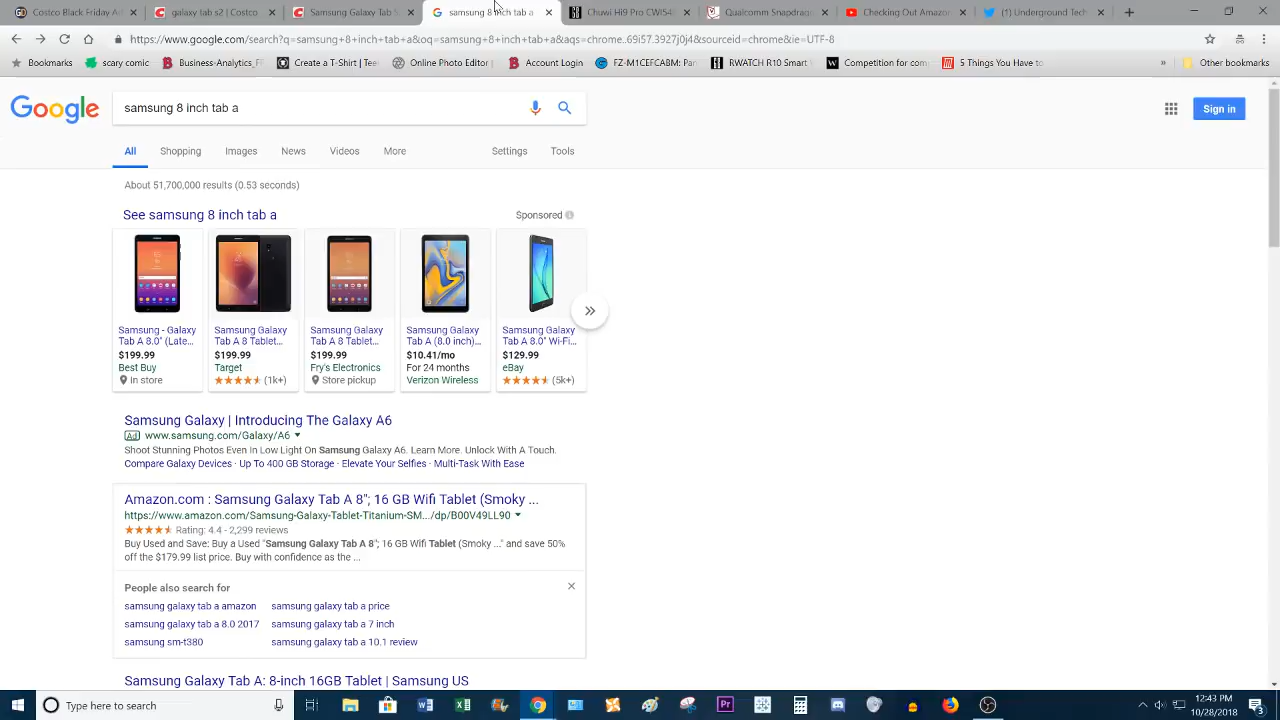 Costco Black Friday
galaxy tab s2 | Costco
Samsung Galaxy Tab S
samsung 8 inch tab a
Chuwi Hi9 Pro CWI54
Qualcomm Snapdrag
Checking Out Amazon
(1) Underground Tech
https://www.google.com/search?q=samsung+8+inch+tab+a&oq=samsung+8+inch+tab+a&aqs=chrome..69i57.3927j0j4&sourceid=chrome&ie=UTF-8
Bookmarks
scary comic
Business-Analytics_F
Create a T-Shirt | Tee
Online Photo Editor |
Account Login
FZ-M1CEFCABM: Pan
RWATCH R10 Smart
Competition for com
5 Things You Have to
Other bookmarks
Google
samsung 8 inch tab a
Sign in
All Shopping Images News Videos More Settings Tools
About 51,700,000 results (0.53 seconds)
See samsung 8 inch tab a
Sponsored
Samsung - Galaxy
Tab A 8.0" (Late...
$199.99
Best Buy
In store
Samsung Galaxy
Tab A 8 Tablet...
$199.99
Target
(1k+)
Samsung Galaxy
Tab A 8 Tablet...
$199.99
Fry's Electronics
Store pickup
Samsung Galaxy
Tab A (8.0 inch)...
$10.41/mo
For 24 months
Verizon Wireless
Samsung Galaxy
Tab A 8.0" Wi-Fi...
$129.99
eBay
(5k+)
Samsung Galaxy | Introducing The Galaxy A6
Ad www.samsung.com/Galaxy/A6
Shoot Stunning Photos Even In Low Light On Samsung Galaxy A6. Learn More. Unlock With A Touch.
Compare Galaxy Devices · Up To 400 GB Storage · Elevate Your Selfies · Multi-Task With Ease
Amazon.com : Samsung Galaxy Tab A 8"; 16 GB Wifi Tablet (Smoky ...
https://www.amazon.com/Samsung-Galaxy-Tablet-Titanium-SM.../dp/B00V49LL90
Rating: 4.4 - 2,299 reviews
Buy Used and Save: Buy a Used "Samsung Galaxy Tab A 8"; 16 GB Wifi Tablet (Smoky ..." and save 50%
off the $179.99 list price. Buy with confidence as the ...
People also search for
samsung galaxy tab a amazon
samsung galaxy tab a price
samsung galaxy tab a 8.0 2017
samsung galaxy tab a 7 inch
samsung sm-t380
samsung galaxy tab a 10.1 review
Samsung Galaxy Tab A: 8-inch 16GB Tablet | Samsung US
Type here to search
12:43 PM
10/28/2018